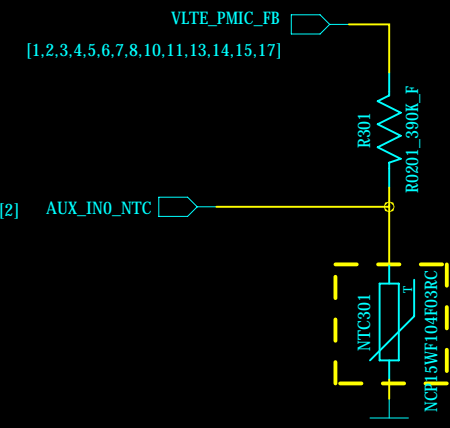 VLTE_PMIC_FB
[1,2,3,4,5,6,7,8,10,11,13,14,15,17]
R301
R0201_390K_F
[2] AUX_IN0_NTC
NTC301
T
NCP15WF104F03RC